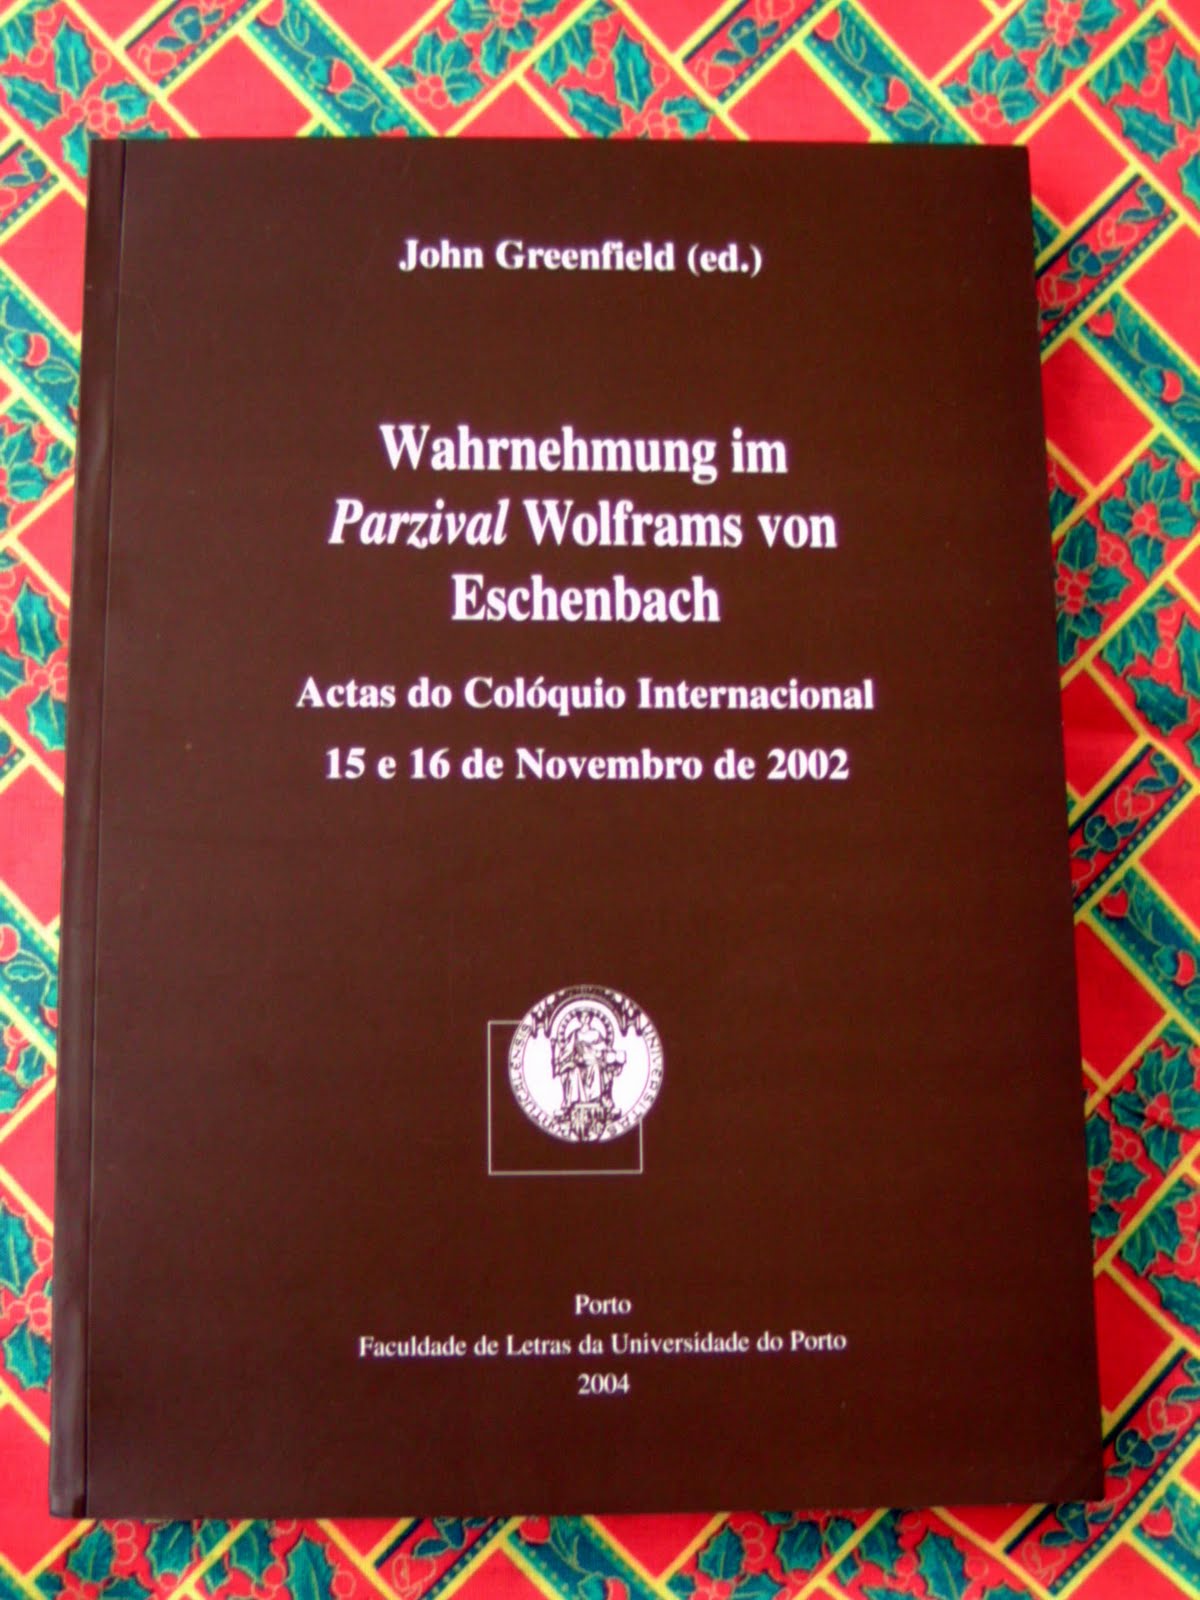 John Greenfield (ed.)
Wahrnehmung im
Parzival Wolframs von
Eschenbach
Actas do Colóquio Internacional
15 e 16 de Novembro de 2002
UNIVERSITAS
Porto
Faculdade de Letras da Universidade do Porto
2004